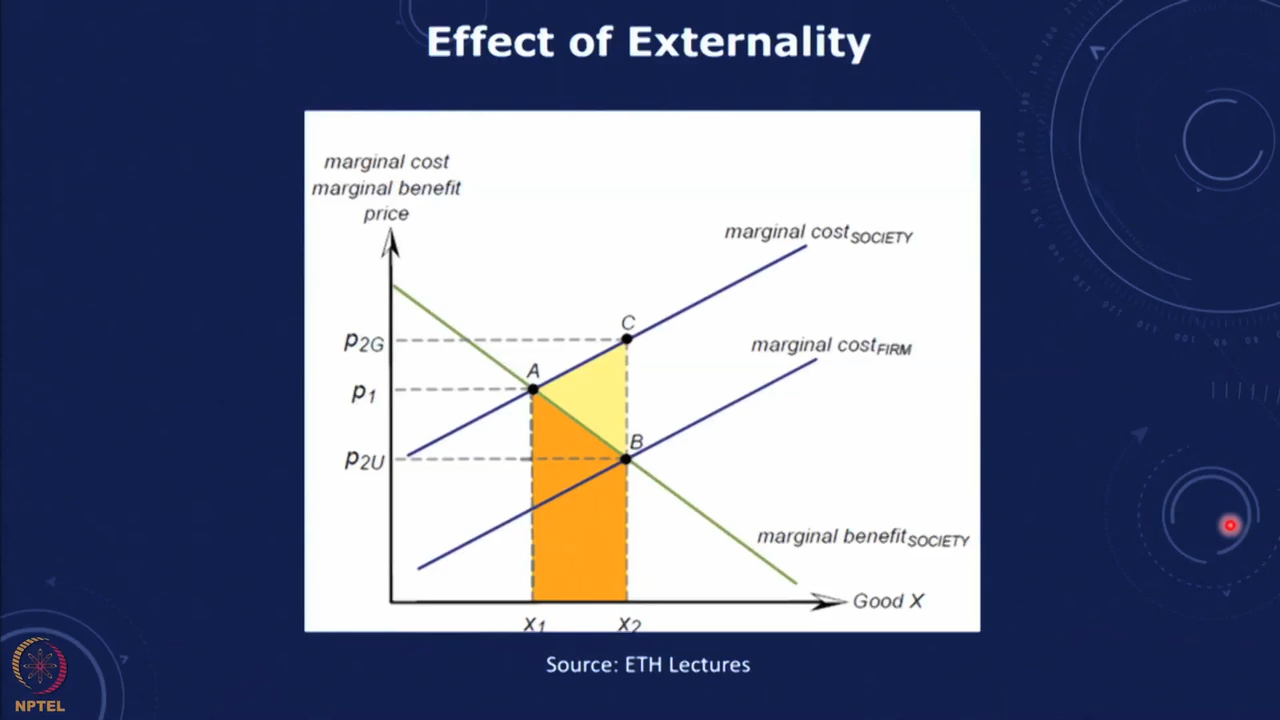 Effect of Externality
marginal cost
marginal benefit
price
marginal cost SOCIETY
C
p2G
marginal cost FIRM
A
p1
B
p2U
marginal benefit SOCIETY
Good X
x1
x2
Source: ETH Lectures
NPTEL